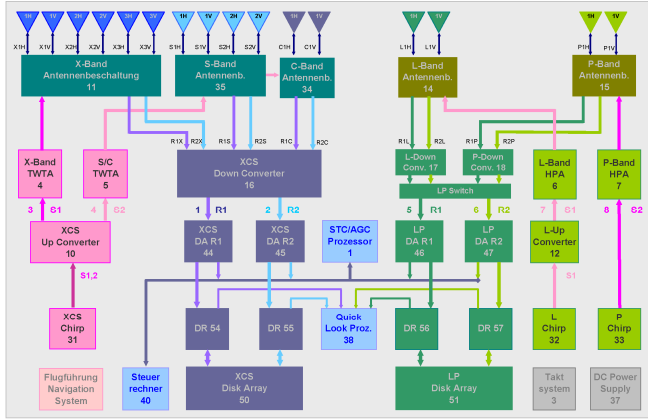 1H 1V 2H 2V 3H 3V 1H 1V 2H 2V 1H 1V 1H 1V 1H 1V
X1H X1V X2H X2V X3H X3V S1H S1V S2H S2V C1H C1V L1H L1V P1H P1V
X-Band
Antennenbeschaltung
11
S-Band
Antennenb.
35
C-Band
Antennenb.
34
L-Band
Antennenb.
14
P-Band
Antennenb.
15
R1X R2X R1S R2S R1C R2C R1L R2L R1P R2P
X-Band
TWTA
4
S/C
TWTA
5
XCS
Down Converter
16
L-Down
Conv. 17
P-Down
Conv. 18
LP Switch
L-Band
HPA
6
P-Band
HPA
7
3 S1 4 S2 1 R1 2 R2 5 R1 6 R2 7 S1 8 S2
XCS
Up Converter
10
XCS
DA R1
44
XCS
DA R2
45
STC/AGC
Prozessor
1
LP
DA R1
46
LP
DA R2
47
L-Up
Converter
12
S1,2
S1
XCS
Chirp
31
DR 54
DR 55
Quick
Look Proz.
38
DR 56
DR 57
L
Chirp
32
P
Chirp
33
Flugführung
Navigation
System
Steuer
rechner
40
XCS
Disk Array
50
LP
Disk Array
51
Takt
system
3
DC Power
Supply
37